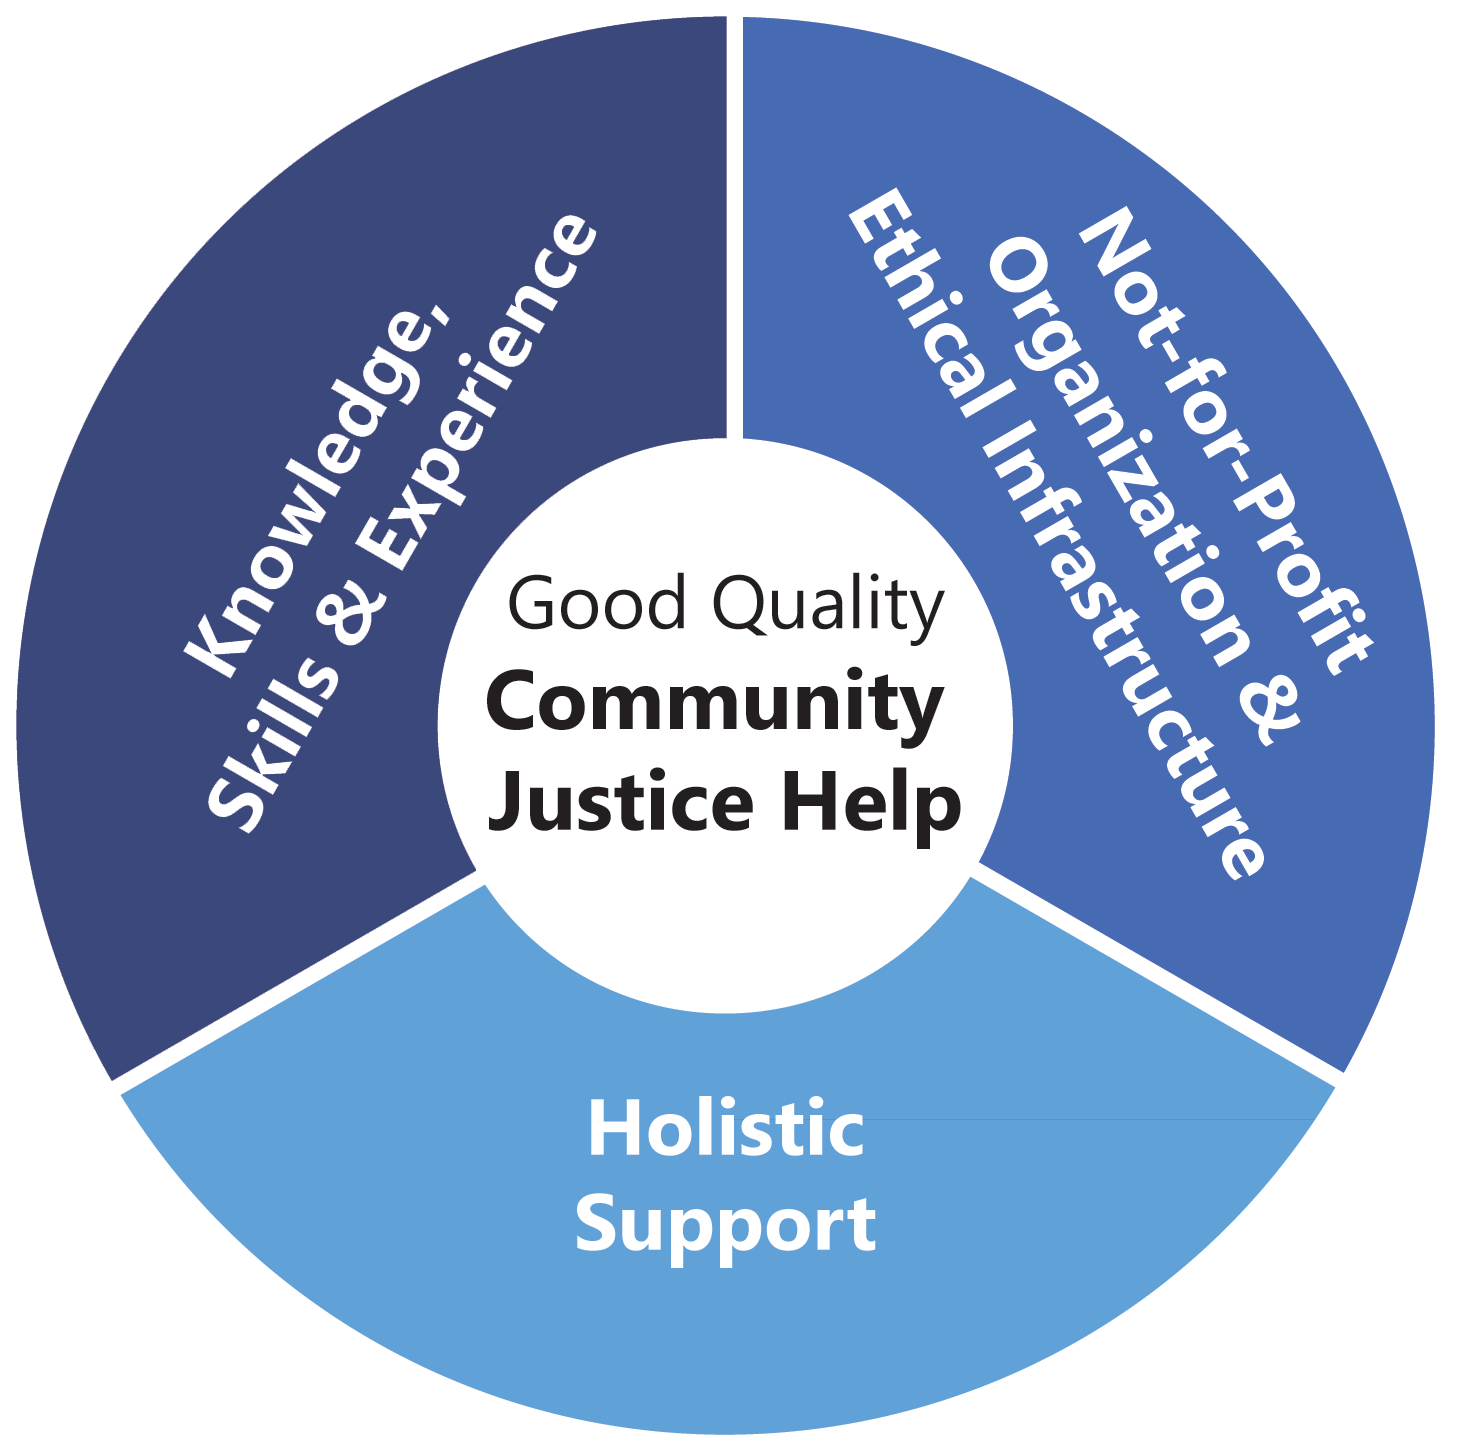 Knowledge,
Skills & Experience
Not-for-Profit
Organization &
Ethical Infrastructure
Good Quality
Community
Justice Help
Holistic
Support